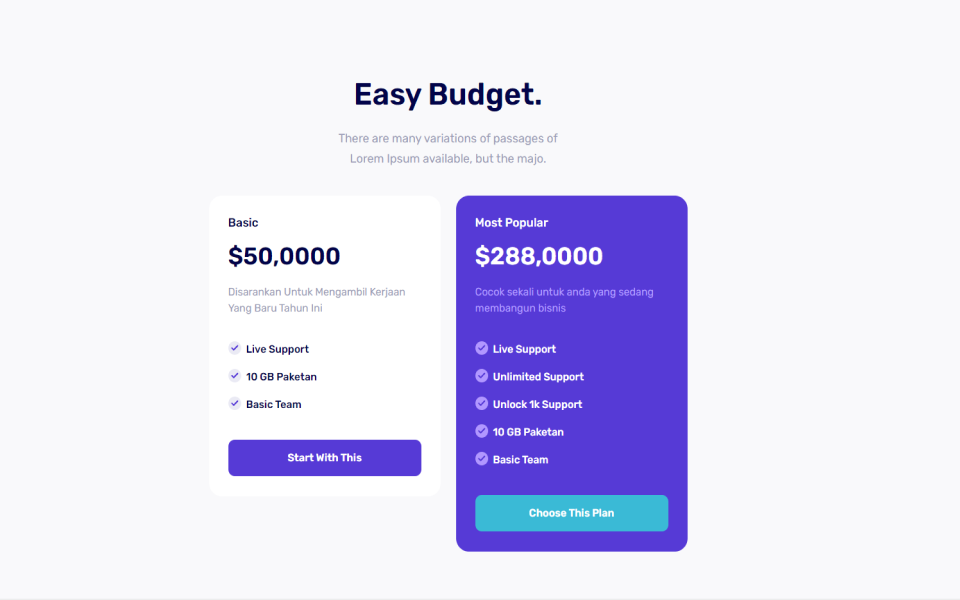 Easy Budget.
There are many variations of passages of
Lorem Ipsum available, but the majo.
Basic
$50,0000
Disarankan Untuk Mengambil Kerjaan
Yang Baru Tahun Ini
Live Support
10 GB Paketan
Basic Team
Start With This
Most Popular
$288,0000
Cocok sekali untuk anda yang sedang
membangun bisnis
Live Support
Unlimited Support
Unlock 1k Support
10 GB Paketan
Basic Team
Choose This Plan